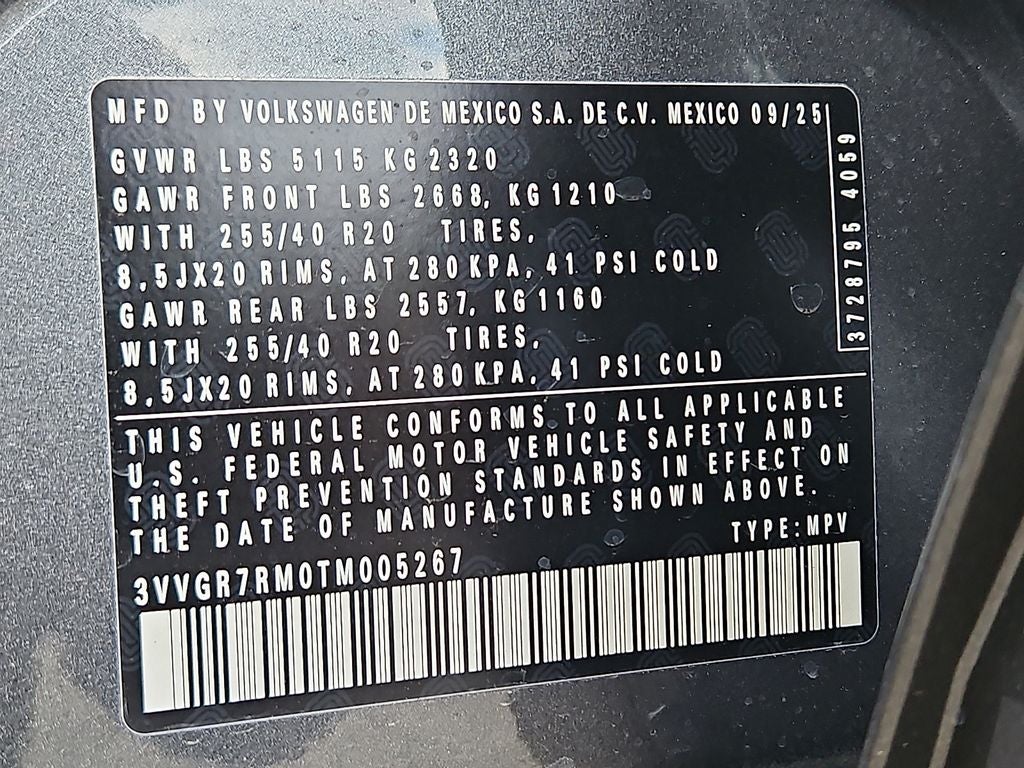 MFD BY VOLKSWAGEN DE MEXICO S.A. DE C.V. MEXICO 09/25
GVWR LBS 5115 KG 2320
GAWR FRONT LBS 2668, KG 1210
WITH 255/40 R20 TIRES,
8,5JX20 RIMS, AT 280 KPA, 41 PSI COLD
GAWR REAR LBS 2557, KG 1160
WITH 255/40 R20 TIRES,
8,5JX20 RIMS, AT 280 KPA, 41 PSI COLD
3728795 4059
THIS VEHICLE CONFORMS TO ALL APPLICABLE
U.S. FEDERAL MOTOR VEHICLE SAFETY AND
THEFT PREVENTION STANDARDS IN EFFECT ON
THE DATE OF MANUFACTURE SHOWN ABOVE.
TYPE: MPV
3VVGR7RM0TM005267